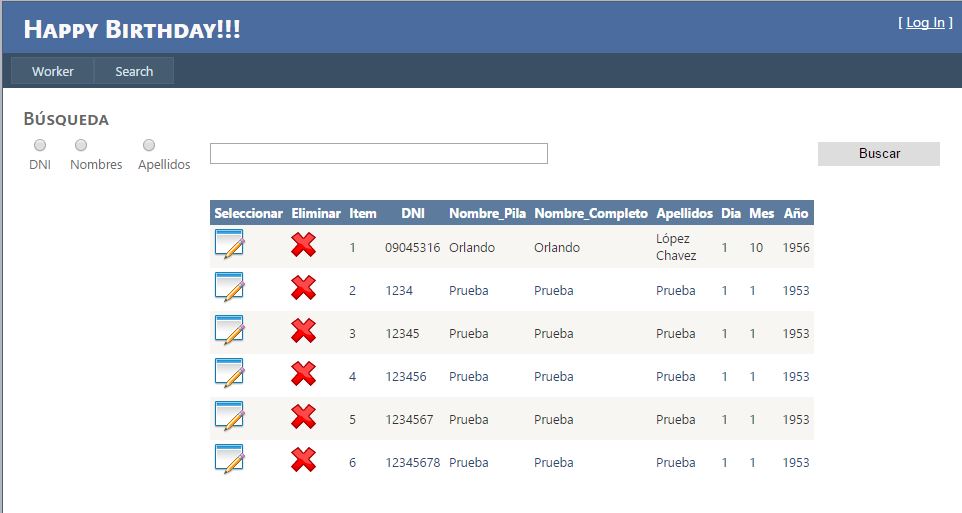 HAPPY BIRTHDAY!!!
[ Log In ]
Worker Search
BÚSQUEDA
DNI Nombres Apellidos Buscar
Seleccionar Eliminar Item DNI Nombre_Pila Nombre_Completo Apellidos Dia Mes Año
1 09045316 Orlando Orlando López Chavez 1 10 1956
2 1234 Prueba Prueba Prueba 1 1 1953
3 12345 Prueba Prueba Prueba 1 1 1953
4 123456 Prueba Prueba Prueba 1 1 1953
5 1234567 Prueba Prueba Prueba 1 1 1953
6 12345678 Prueba Prueba Prueba 1 1 1953